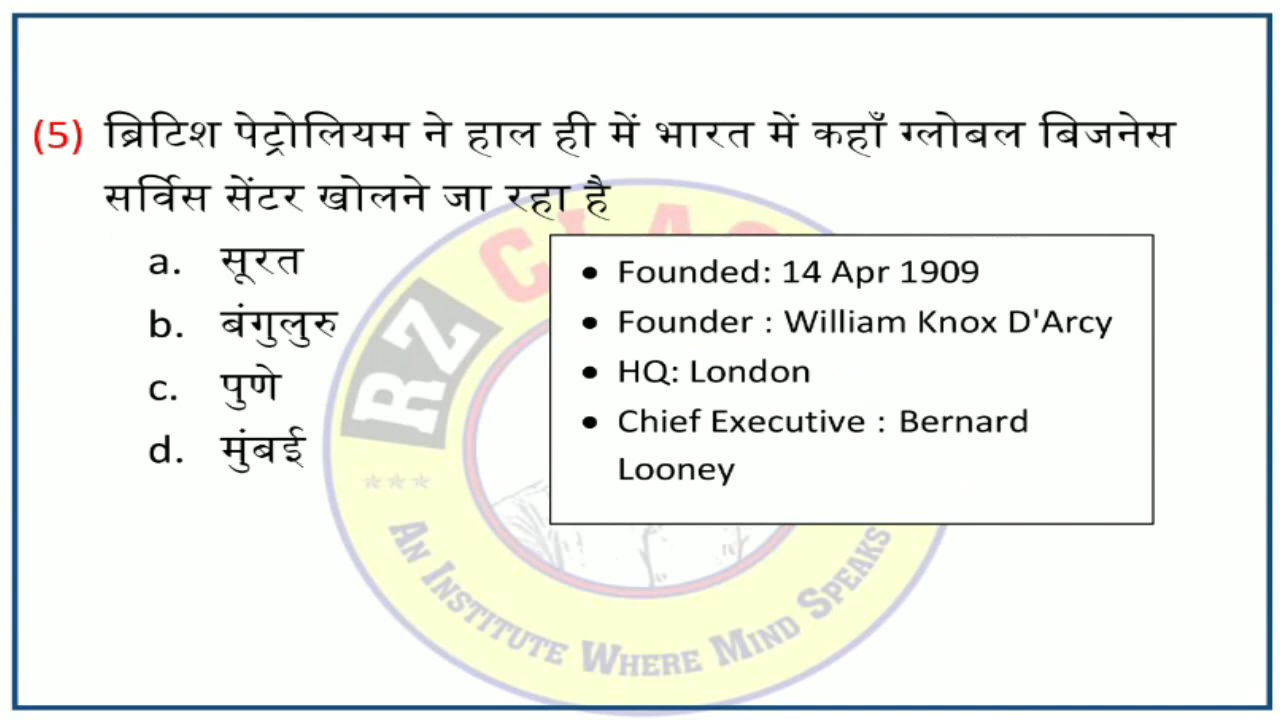 (5) ब्रिटिश पेट्रोलियम ने हाल ही में भारत में कहाँ ग्लोबल बिजनेस
सर्विस सेंटर खोलने जा रहा है
a. सूरत
b. बंगुलुरु
c. पुणे
d. मुंबई
• Founded: 14 Apr 1909
• Founder : William Knox D'Arcy
• HQ: London
• Chief Executive : Bernard
Looney
RZ
AN INSTITUTE WHERE MIND SPEAKS